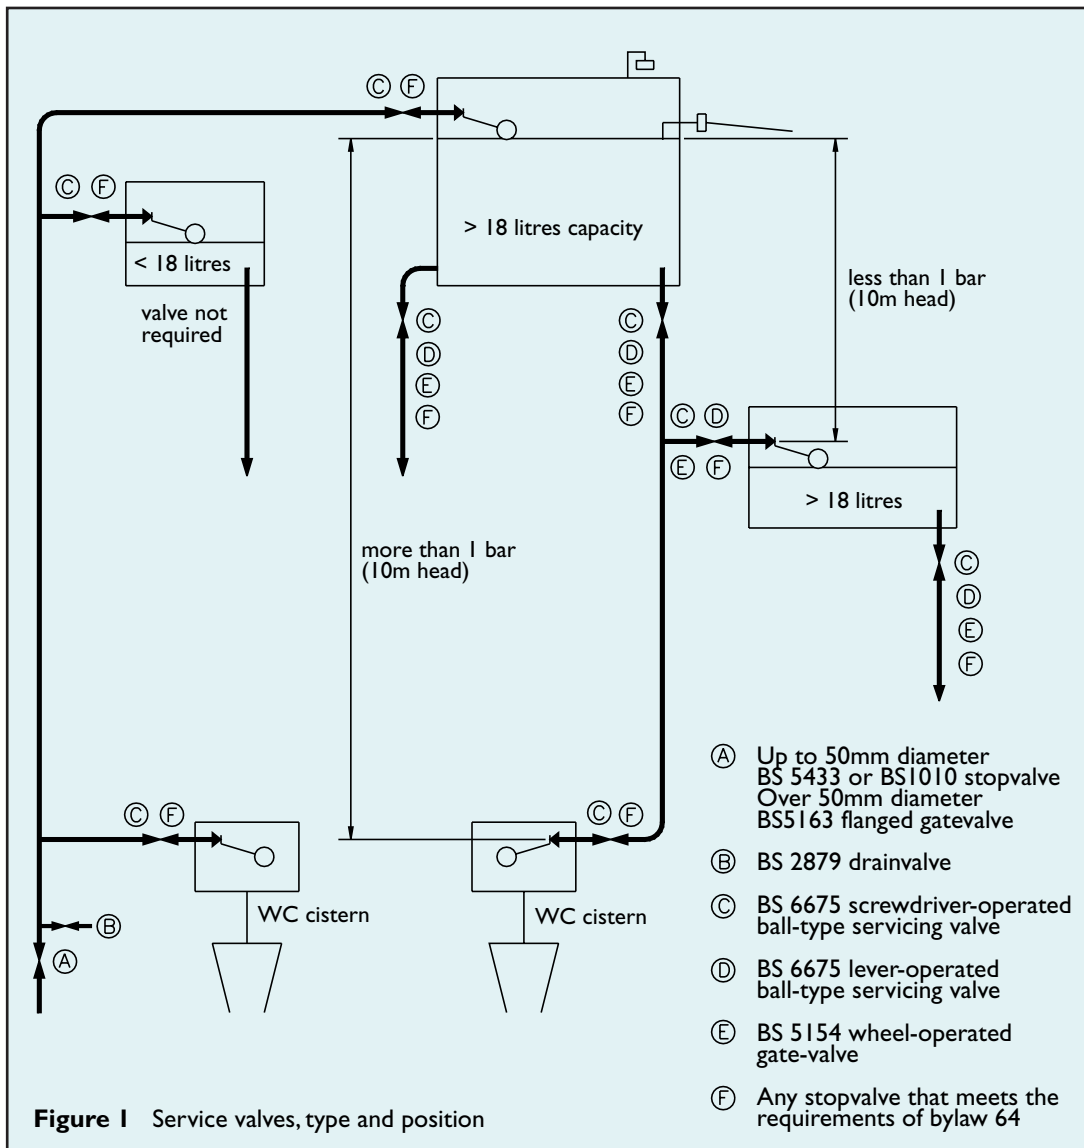 C F
C F
> 18 litres capacity
< 18 litres
valve not
required
less than 1 bar
(10m head)
C
D
E
F
C
D
E
F
C D
E F
> 18 litres
more than 1 bar
(10m head)
C
D
E
F
C F
C F
WC cistern
WC cistern
B
A
A Up to 50mm diameter
BS 5433 or BS1010 stopvalve
Over 50mm diameter
BS5163 flanged gatevalve
B BS 2879 drainvalve
C BS 6675 screwdriver-operated
ball-type servicing valve
D BS 6675 lever-operated
ball-type servicing valve
E BS 5154 wheel-operated
gate-valve
F Any stopvalve that meets the
requirements of bylaw 64
Figure 1 Service valves, type and position